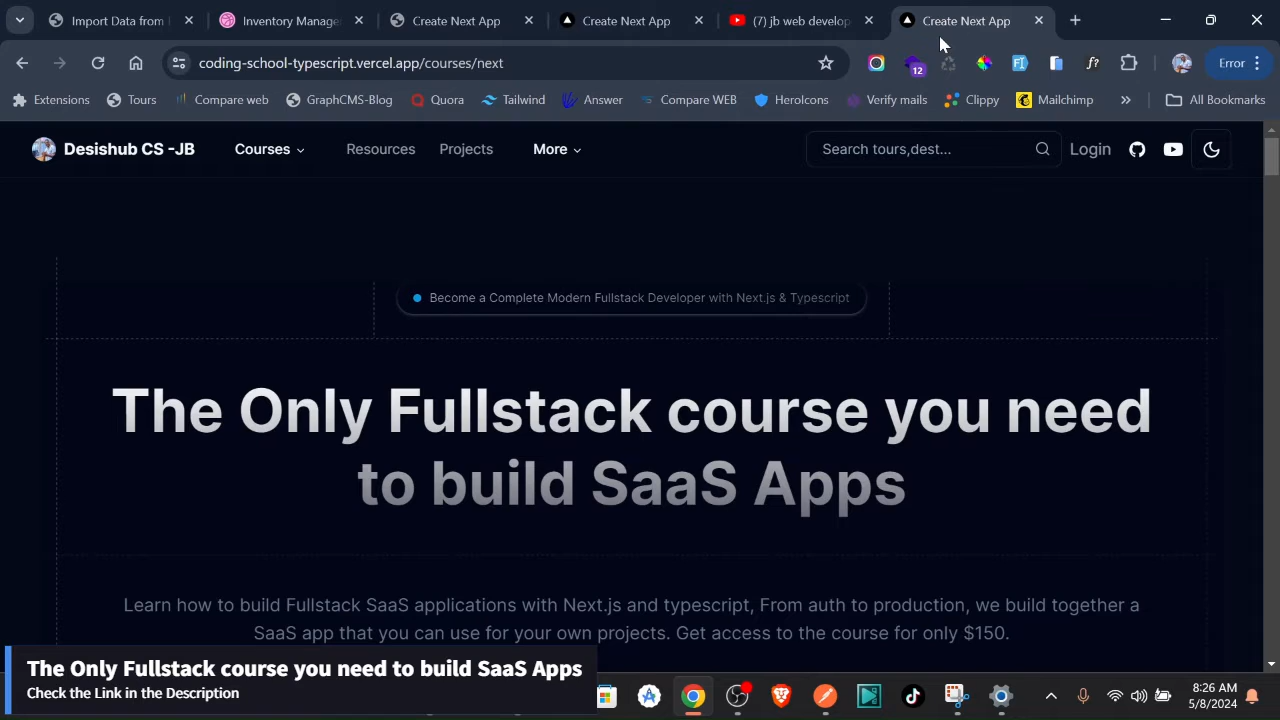 Import Data from
Inventory Manage
Create Next App
Create Next App
(7) jb web develop
Create Next App
coding-school-typescript.vercel.app/courses/next
12
Error
Extensions
Tours
Compare web
GraphCMS-Blog
Quora
Tailwind
Answer
Compare WEB
HeroIcons
Verify mails
Clippy
Mailchimp
All Bookmarks
Desishub CS -JB
Courses
Resources
Projects
More
Search tours,dest...
Login
Become a Complete Modern Fullstack Developer with Next.js & Typescript
The Only Fullstack course you need
to build SaaS Apps
Learn how to build Fullstack SaaS applications with Next.js and typescript, From auth to production, we build together a
SaaS app that you can use for your own projects. Get access to the course for only $150.
The Only Fullstack course you need to build SaaS Apps
Check the Link in the Description
8:26 AM
5/8/2024